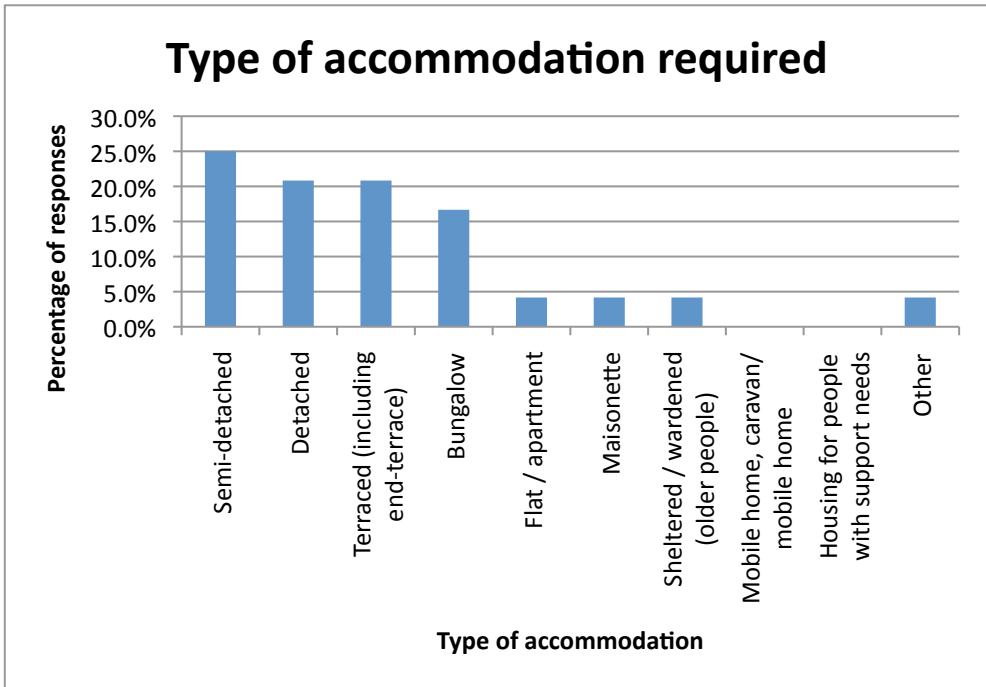 Type of accommodation required
Percentage of responses
30.0%
25.0%
20.0%
15.0%
10.0%
5.0%
0.0%
Semi-detached
Detached
Terraced (including
end-terrace)
Bungalow
Flat / apartment
Maisonette
Sheltered / wardened
(older people)
Mobile home, caravan/
mobile home
Housing for people
with support needs
Other
Type of accommodation